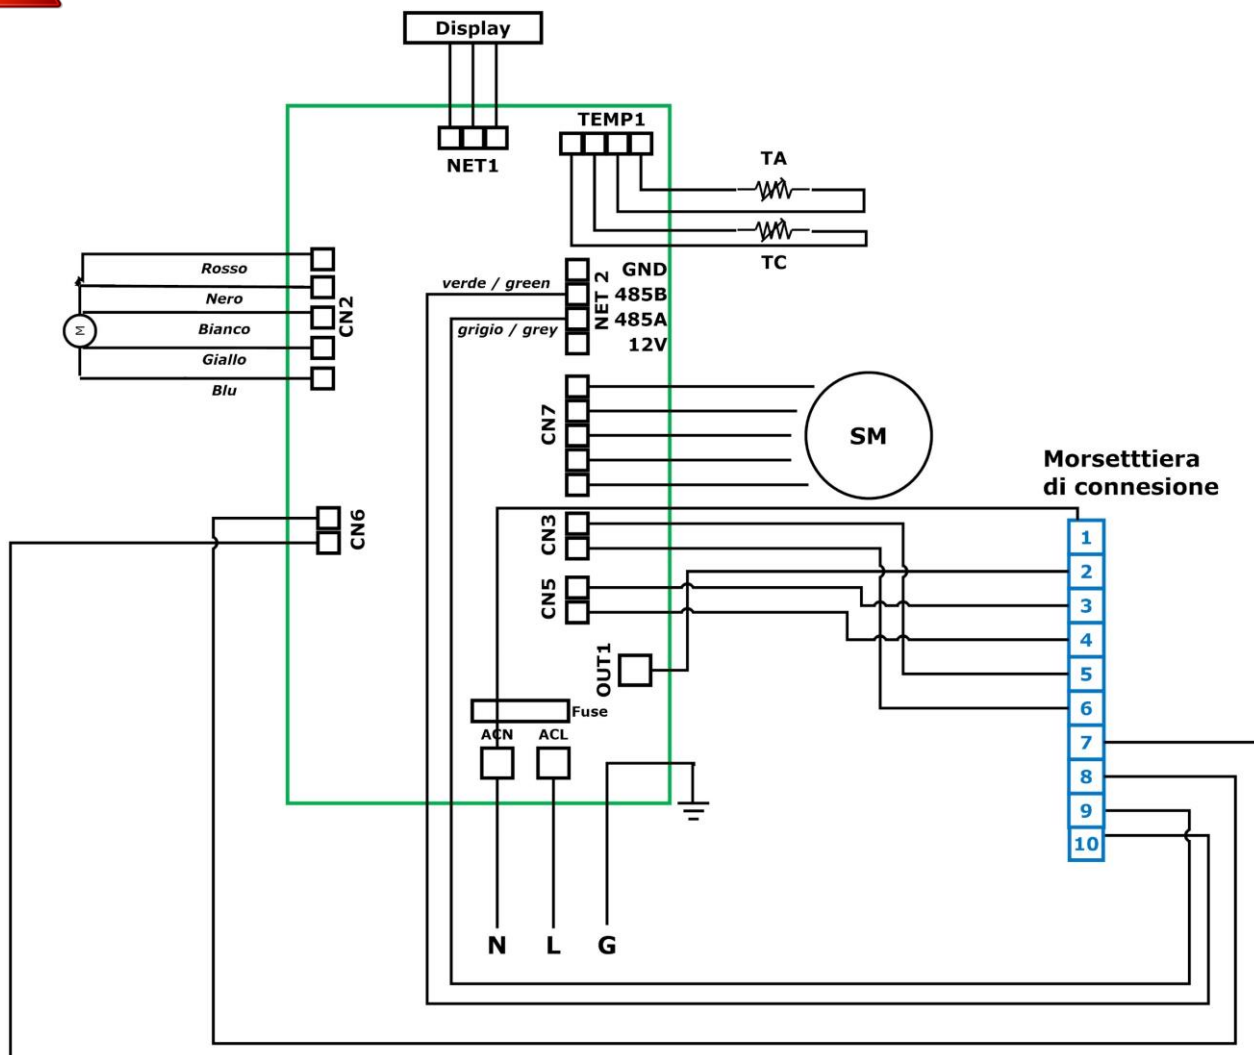 Display
NET1
TEMP1
TA
TC
Rosso
Nero
Bianco
Giallo
Blu
CN2
M
verde / green
grigio / grey
NET 2
GND
485B
485A
12V
CN7
SM
Morsetttiera
di connesione
CN6
CN3
CN5
OUT1
Fuse
ACN
ACL
N
L
G
1
2
3
4
5
6
7
8
9
10